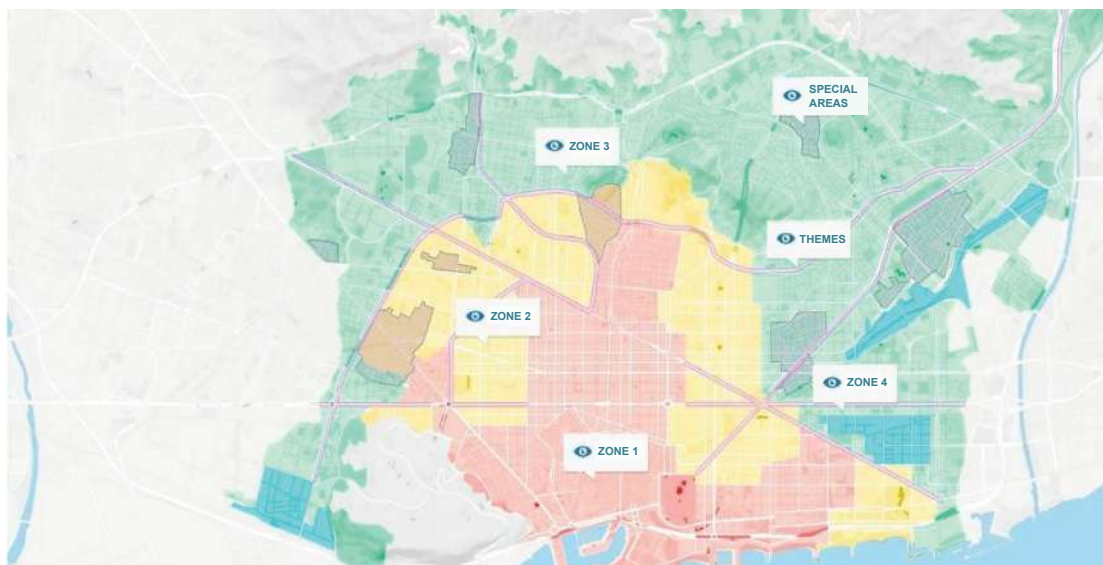 SPECIAL
AREAS
ZONE 3
THEMES
ZONE 2
ZONE 4
ZONE 1